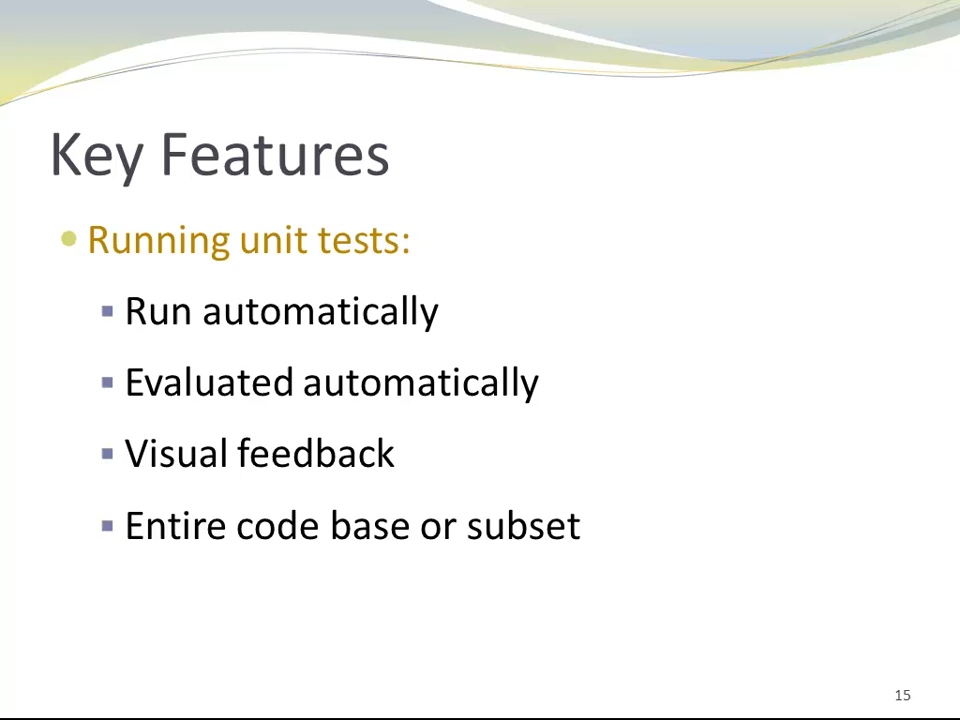 Key Features
Running unit tests:
Run automatically
Evaluated automatically
Visual feedback
Entire code base or subset
15